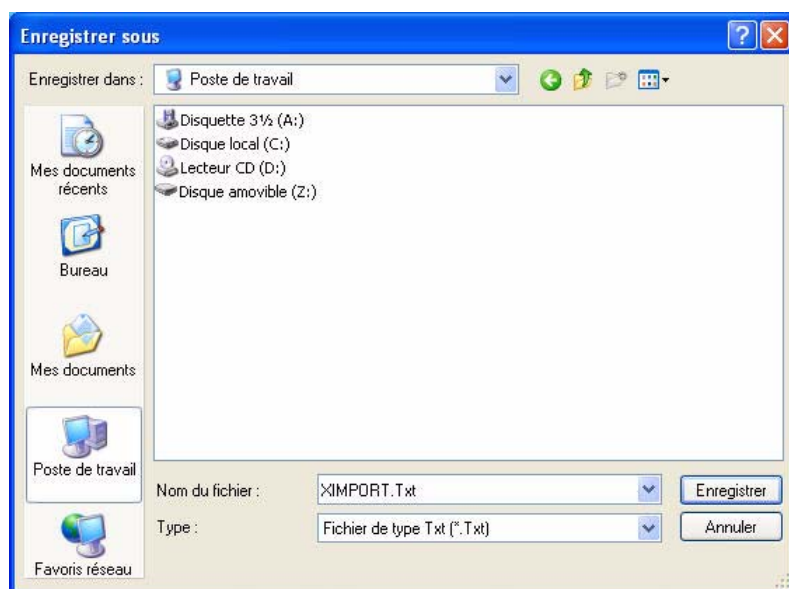 Enregistrer sous
Enregistrer dans :
Poste de travail
Disquette 3½ (A:)
Disque local (C:)
Lecteur CD (D:)
Disque amovible (Z:)
Mes documents
récents
Bureau
Mes documents
Poste de travail
Favoris réseau
Nom du fichier :
XIMPORT.Txt
Enregistrer
Type :
Fichier de type Txt (*.Txt)
Annuler